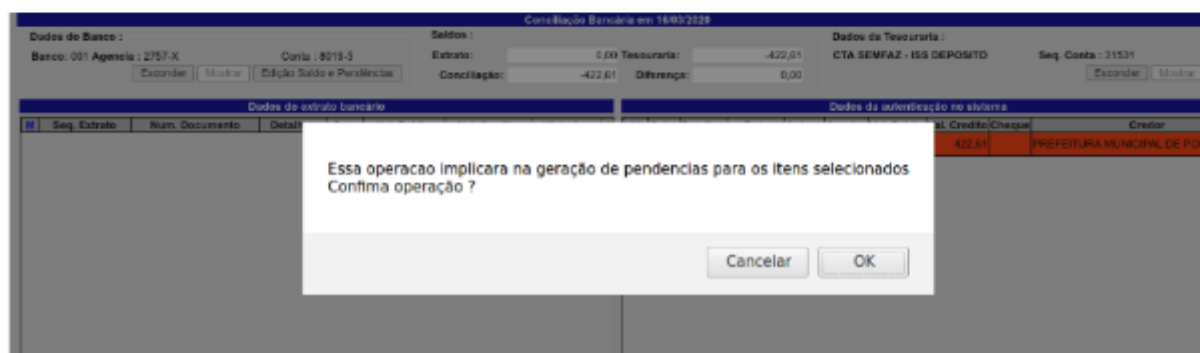 Conciliação Bancária em 16/03/2020
Dados do Banco :
Saldos :
Dados da Tesouraria :
Banco: 001 Agencia : 2757-X Conta : 8019-5 Extrato: 0,00 Tesouraria: -422,61 CTA SEMFAZ - ISS DEPOSITO Seq. Conta : 31531
Esconder Mostrar Edição Saldo e Pendências Conciliação: -422,61 Diferença: 0,00 Esconder Mostrar
Dados do extrato bancário Dados da autenticação no sistema
M Seq. Extrato Num. Documento Detalh al. Credito Cheque Credor
422,61 PREFEITURA MUNICIPAL DE PO
Essa operacao implicara na geração de pendencias para os itens selecionados
Confima operação ?
Cancelar OK